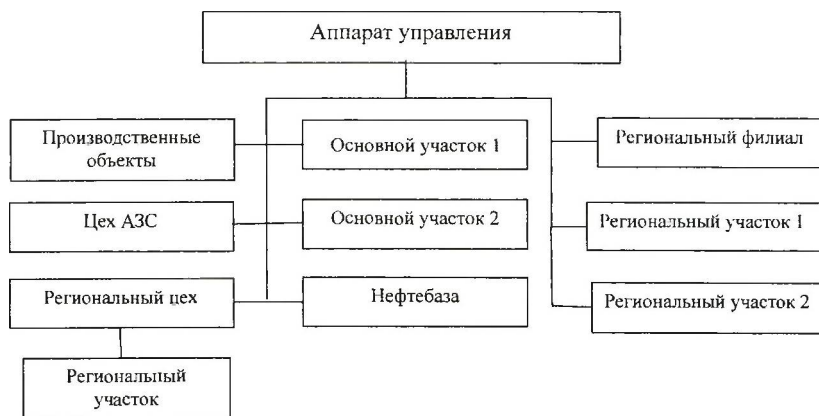 Аппарат управления
Производственные
объекты
Основной участок 1
Региональный филиал
Цех АЗС
Основной участок 2
Региональный участок 1
Региональный цех
Нефтебаза
Региональный участок 2
Региональный
участок